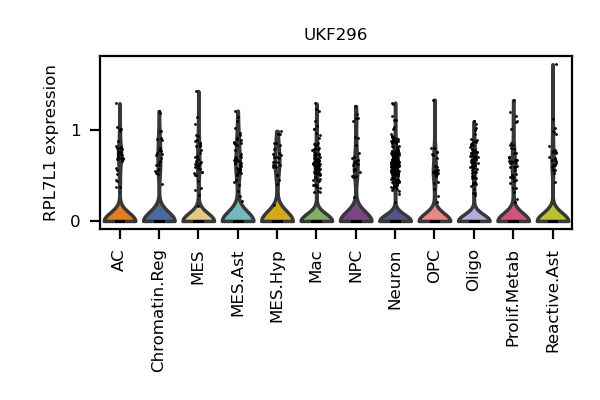 UKF296
RPL7L1 expression
1
0
AC
Chromatin.Reg
MES
MES.Ast
MES.Hyp
Mac
NPC
Neuron
OPC
Oligo
Prolif.Metab
Reactive.Ast